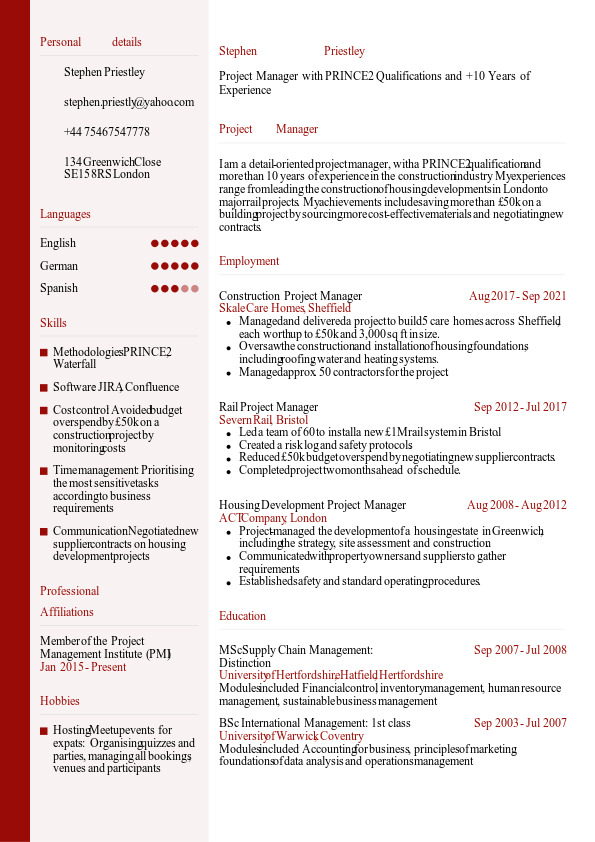 Personal details
Stephen Priestley
stephen.priestly@yahoo.com
+44 75467547778
134 Greenwich Close
SE15 8RS London
Languages
English
German
Spanish
Skills
Methodologies: PRINCE2,
Waterfall
Software: JIRA, Confluence
Cost control: Avoided budget
overspend by £50k on a
construction project by
monitoring costs
Time management: Prioritising
the most sensitive tasks
according to business
requirements
Communication: Negotiated new
supplier contracts on housing
development projects
Professional
Affiliations
Member of the Project
Management Institute (PMI)
Jan 2015 - Present
Hobbies
Hosting Meetup events for
expats: Organising quizzes and
parties, managing all bookings,
venues and participants
Stephen Priestley
Project Manager with PRINCE2 Qualifications and +10 Years of
Experience
Project Manager
I am a detail-oriented project manager, with a PRINCE2 qualification and
more than 10 years of experience in the construction industry. My experiences
range from leading the construction of housing developments in London to
major rail projects. My achievements include saving more than £50k on a
building project by sourcing more cost-effective materials and negotiating new
contracts.
Employment
Construction Project Manager Aug 2017 - Sep 2021
Skale Care Homes, Sheffield
Managed and delivered a project to build 5 care homes across Sheffield,
each worth up to £50k and 3,000 sq ft in size.
Oversaw the construction and installation of housing foundations,
including roofing water and heating systems.
Managed approx. 50 contractors for the project
Rail Project Manager Sep 2012 - Jul 2017
Severn Rail, Bristol
Led a team of 60 to install a new £1M rail system in Bristol
Created a risk log and safety protocols
Reduced £50k budget overspend by negotiating new supplier contracts.
Completed project two months ahead of schedule.
Housing Development Project Manager Aug 2008 - Aug 2012
ACT Company, London
Project-managed the development of a housing estate in Greenwich,
including the strategy, site assessment and construction
Communicated with property owners and suppliers to gather
requirements
Established safety and standard operating procedures.
Education
MSc Supply Chain Management: Sep 2007 - Jul 2008
Distinction
University of Hertfordshire, Hatfield, Hertfordshire
Modules included Financial control, inventory management, human resource
management, sustainable business management
BSc International Management: 1st class Sep 2003 - Jul 2007
University of Warwick, Coventry
Modules included Accounting for business, principles of marketing
foundations of data analysis and operations management